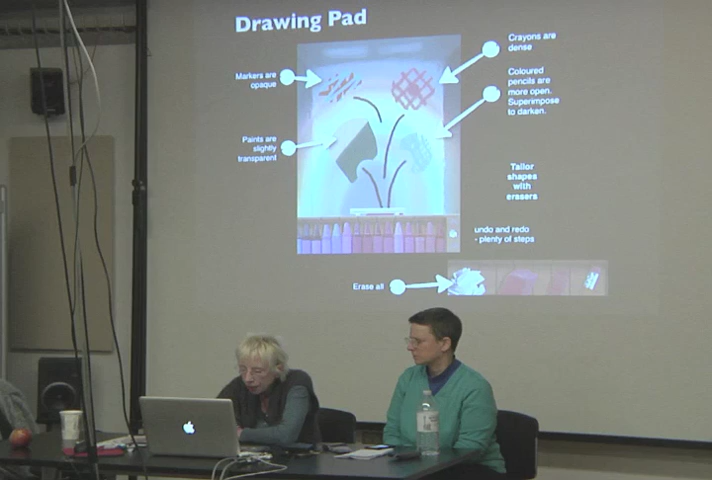 Drawing Pad
Markers are
opaque
Crayons are
dense
Coloured
pencils are
more open.
Superimpose
to darken.
Paints are
slightly
transparent
Tailor
shapes
with
erasers
undo and redo
- plenty of steps
Erase all